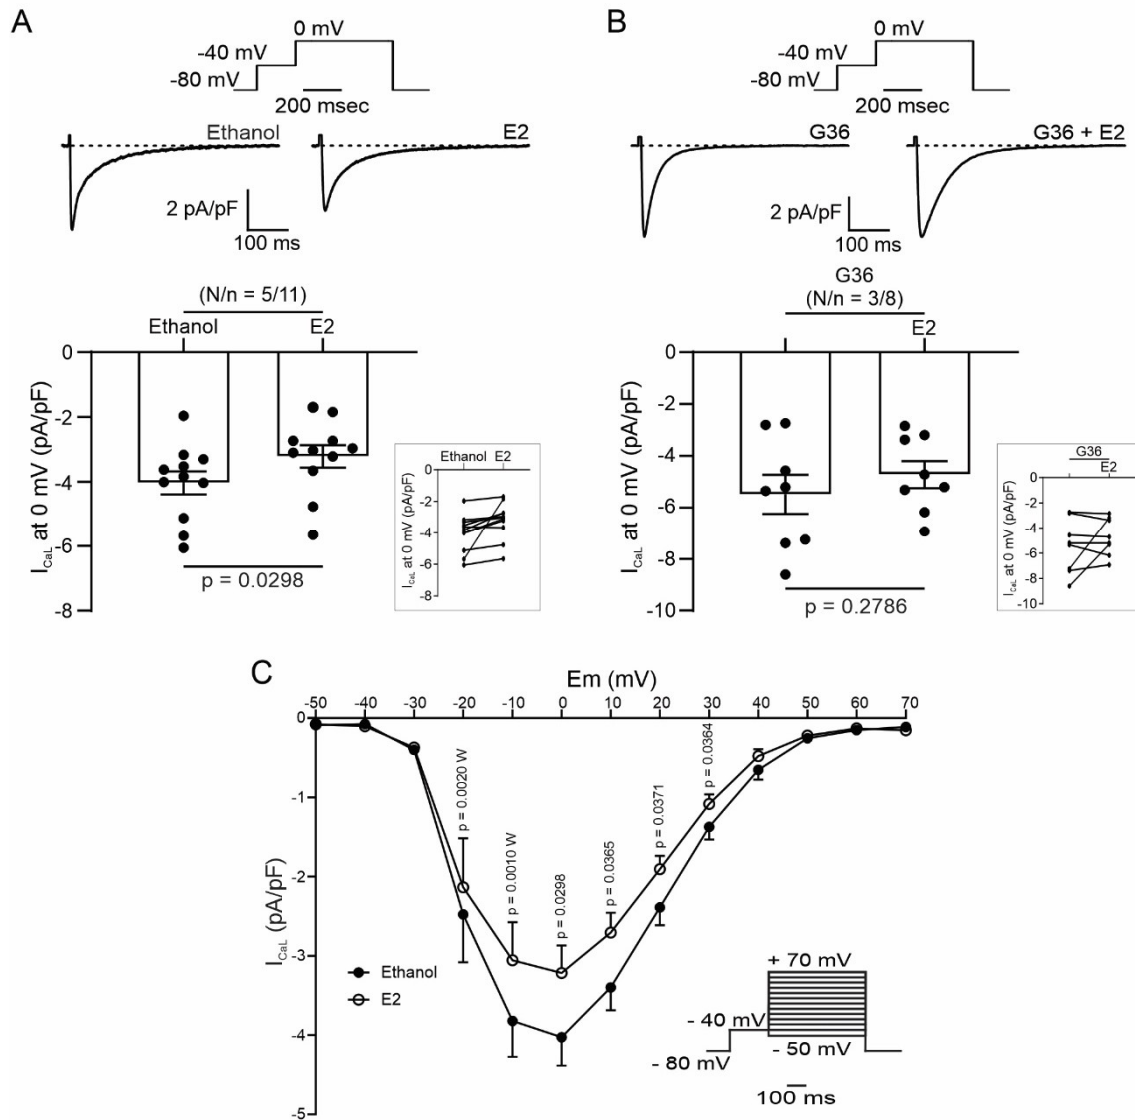 A
0 mV
-40 mV
-80 mV
200 msec
Ethanol
E2
2 pA/pF
100 ms
(N/n = 5/11)
Ethanol
E2
0
-2
-4
-6
-8
I CaL at 0 mV (pA/pF)
p = 0.0298
Ethanol E2
0
-2
-4
-6
-8
I CaL at 0 mV (pA/pF)
B
0 mV
-40 mV
-80 mV
200 msec
G36
G36 + E2
2 pA/pF
100 ms
G36
(N/n = 3/8)
E2
0
-2
-4
-6
-8
-10
I CaL at 0 mV (pA/pF)
p = 0.2786
G36
E2
0
-2
-4
-6
-8
-10
I CaL at 0 mV (pA/pF)
C
Em (mV)
-50 -40 -30 -20 -10 0 10 20 30 40 50 60 70
0
-1
-2
-3
-4
-5
I CaL (pA/pF)
p = 0.0020 W
p = 0.0010 W
p = 0.0298
p = 0.0365
p = 0.0371
p = 0.0364
Ethanol
E2
+ 70 mV
- 40 mV
- 50 mV
- 80 mV
100 ms